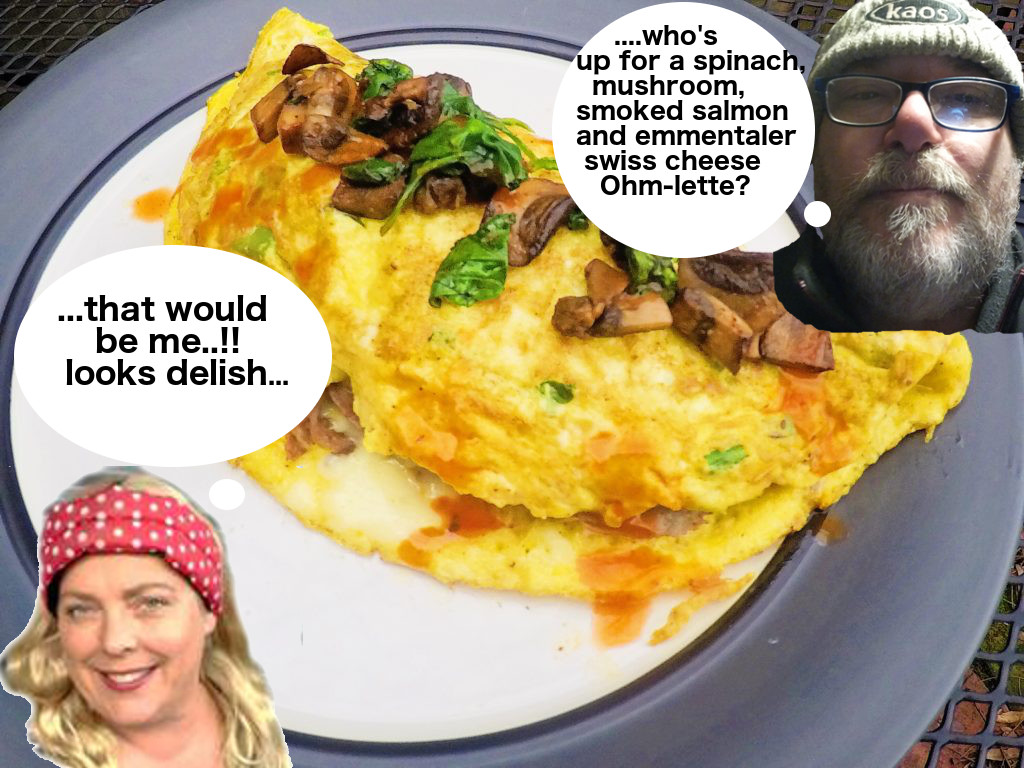 kaos
....who's
up for a spinach,
mushroom,
smoked salmon
and emmentaler
swiss cheese
Ohm-lette?
...that would
be me..!!
looks delish...